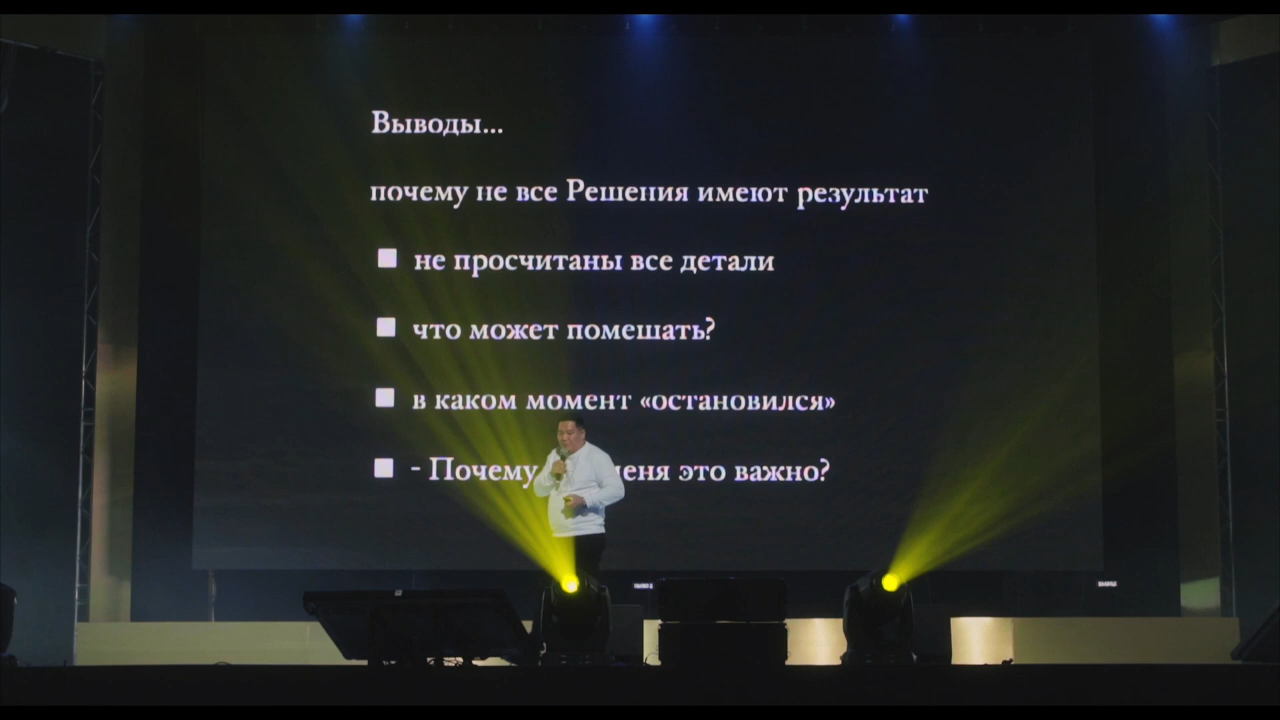 Выводы...
почему не все Решения имеют результат
не просчитаны все детали
что может помешать?
в каком момент «остановился»
- Почему это важно?